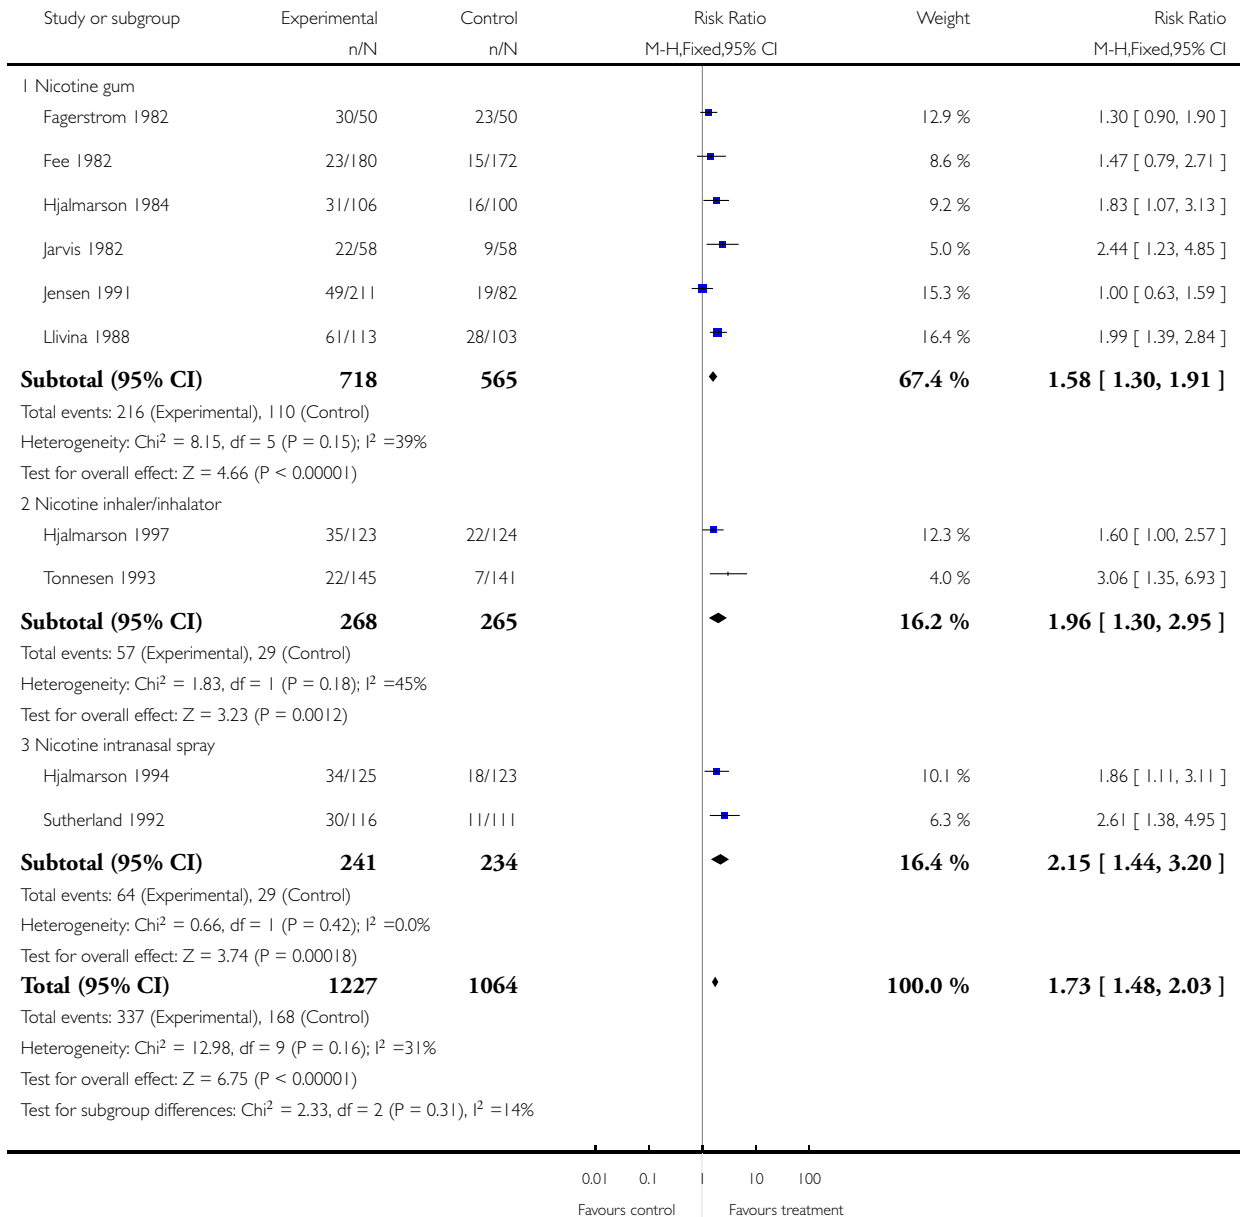 Study or subgroup Experimental Control Risk Ratio Weight Risk Ratio
n/N n/N M-H,Fixed,95% CI M-H,Fixed,95% CI
1 Nicotine gum
Fagerstrom 1982 30/50 23/50 12.9 % 1.30 [ 0.90, 1.90 ]
Fee 1982 23/180 15/172 8.6 % 1.47 [ 0.79, 2.71 ]
Hjalmarson 1984 31/106 16/100 9.2 % 1.83 [ 1.07, 3.13 ]
Jarvis 1982 22/58 9/58 5.0 % 2.44 [ 1.23, 4.85 ]
Jensen 1991 49/211 19/82 15.3 % 1.00 [ 0.63, 1.59 ]
Llivina 1988 61/113 28/103 16.4 % 1.99 [ 1.39, 2.84 ]
Subtotal (95% CI) 718 565 67.4 % 1.58 [ 1.30, 1.91 ]
Total events: 216 (Experimental), 110 (Control)
Heterogeneity: Chi² = 8.15, df = 5 (P = 0.15); I² =39%
Test for overall effect: Z = 4.66 (P < 0.00001)
2 Nicotine inhaler/inhalator
Hjalmarson 1997 35/123 22/124 12.3 % 1.60 [ 1.00, 2.57 ]
Tonnesen 1993 22/145 7/141 4.0 % 3.06 [ 1.35, 6.93 ]
Subtotal (95% CI) 268 265 16.2 % 1.96 [ 1.30, 2.95 ]
Total events: 57 (Experimental), 29 (Control)
Heterogeneity: Chi² = 1.83, df = 1 (P = 0.18); I² =45%
Test for overall effect: Z = 3.23 (P = 0.0012)
3 Nicotine intranasal spray
Hjalmarson 1994 34/125 18/123 10.1 % 1.86 [ 1.11, 3.11 ]
Sutherland 1992 30/116 11/111 6.3 % 2.61 [ 1.38, 4.95 ]
Subtotal (95% CI) 241 234 16.4 % 2.15 [ 1.44, 3.20 ]
Total events: 64 (Experimental), 29 (Control)
Heterogeneity: Chi² = 0.66, df = 1 (P = 0.42); I² =0.0%
Test for overall effect: Z = 3.74 (P = 0.00018)
Total (95% CI) 1227 1064 100.0 % 1.73 [ 1.48, 2.03 ]
Total events: 337 (Experimental), 168 (Control)
Heterogeneity: Chi² = 12.98, df = 9 (P = 0.16); I² =31%
Test for overall effect: Z = 6.75 (P < 0.00001)
Test for subgroup differences: Chi² = 2.33, df = 2 (P = 0.31), I² =14%
0.01 0.1 1 10 100
Favours control Favours treatment